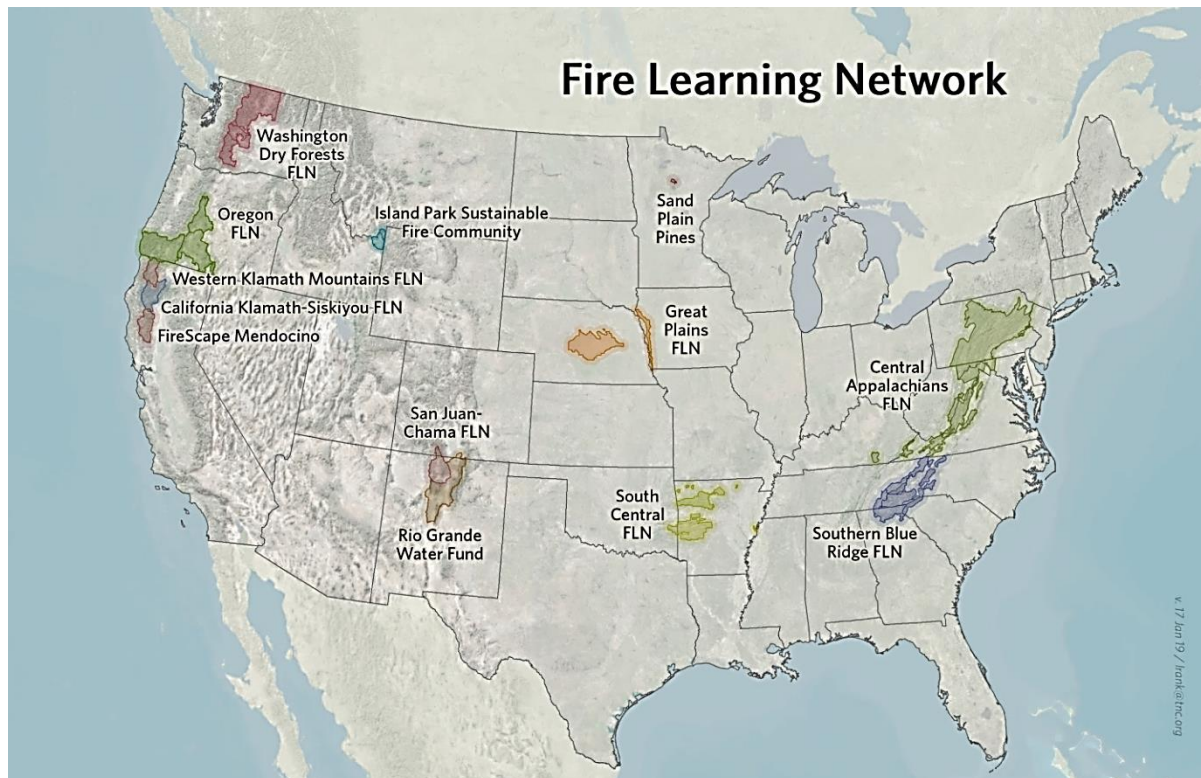 Fire Learning Network
Washington
Dry Forests
FLN
Oregon
FLN
Island Park Sustainable
Fire Community
Sand
Plain
Pines
Western Klamath Mountains FLN
California Klamath-Siskiyou FLN
FireScape Mendocino
Great
Plains
FLN
Central
Appalachians
FLN
San Juan-
Chama FLN
South
Central
FLN
Rio Grande
Water Fund
Southern Blue
Ridge FLN
v. 17 Jan 19 / lrank@tnc.org